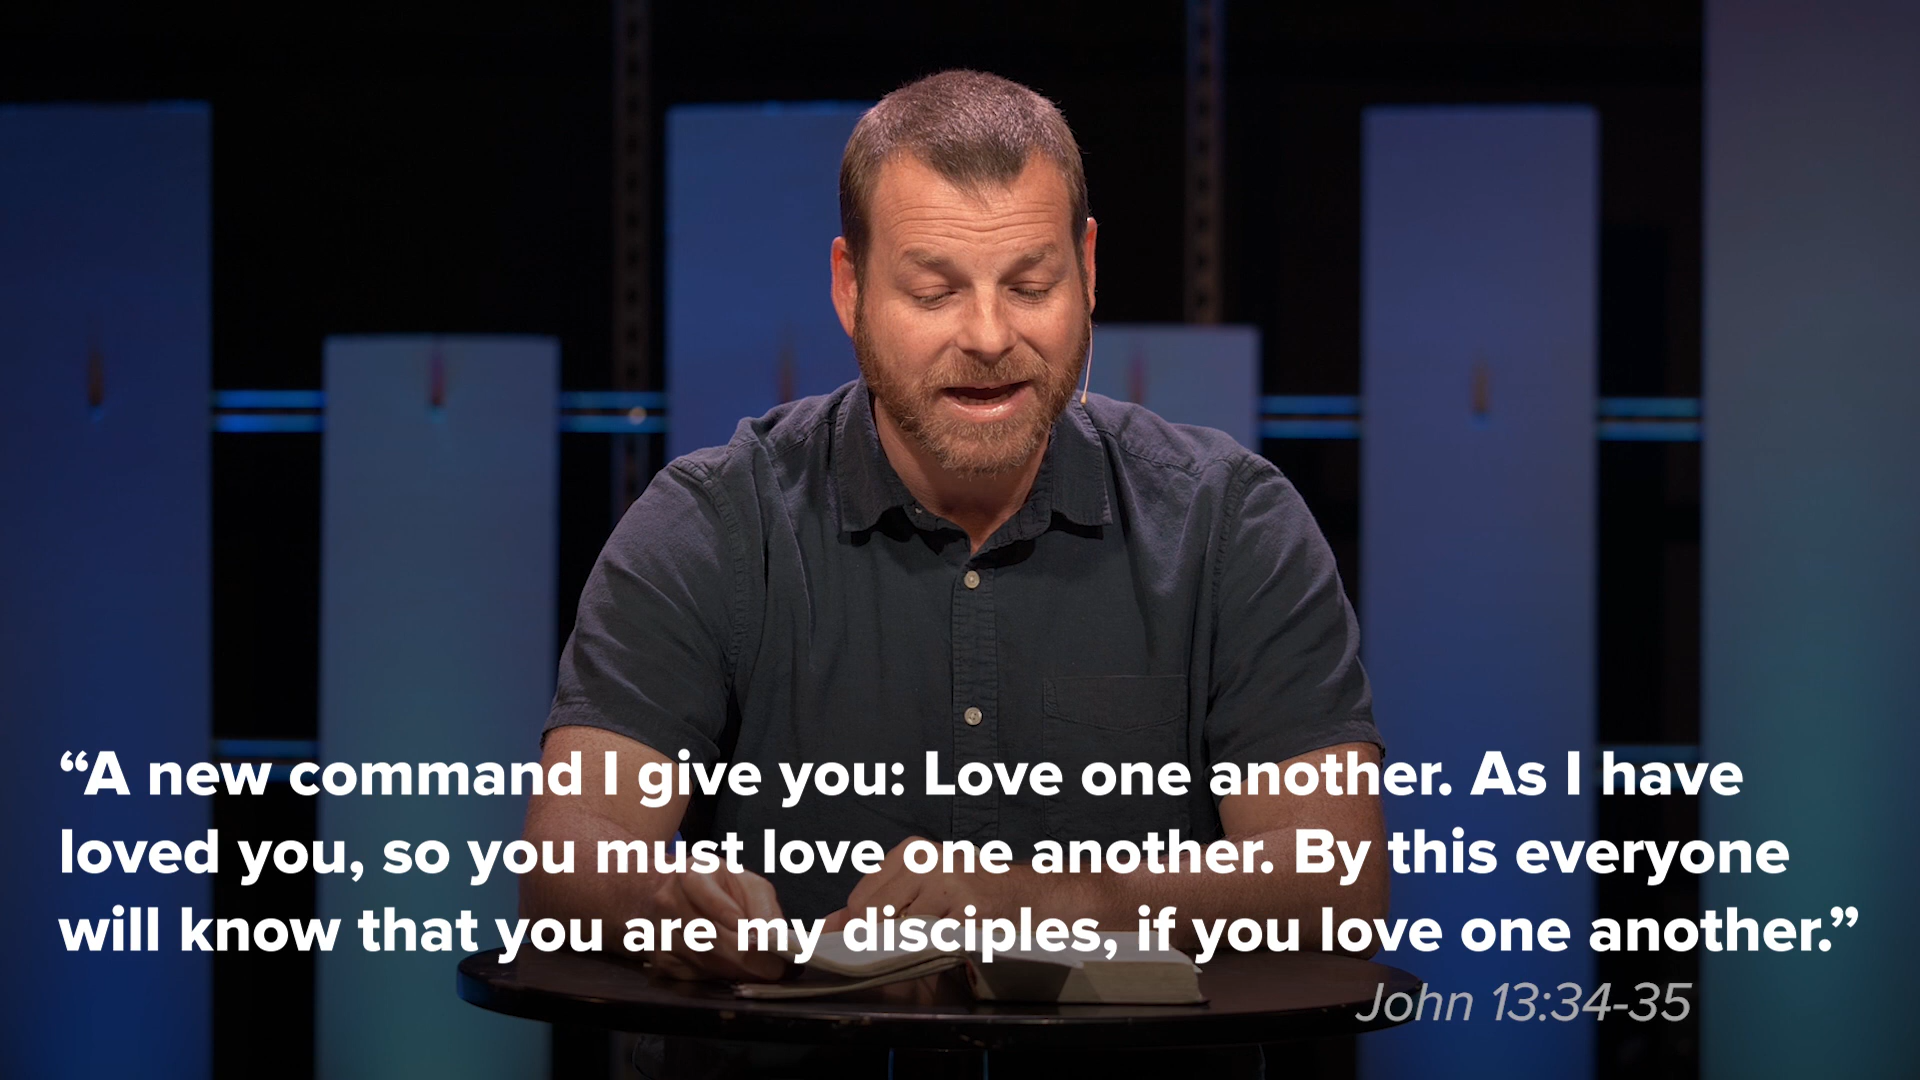 “A new command I give you: Love one another. As I have
loved you, so you must love one another. By this everyone
will know that you are my disciples, if you love one another.”
John 13:34-35